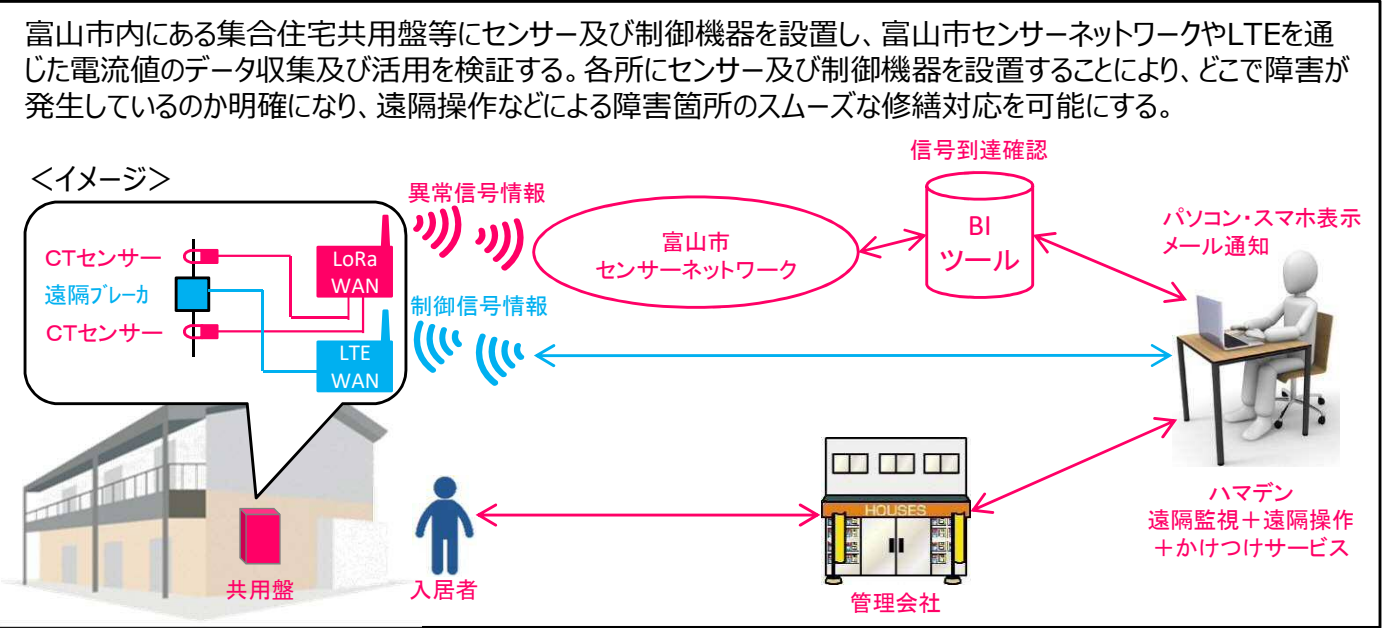 富山市内にある集合住宅共用盤等にセンサー及び制御機器を設置し、富山市センサーネットワークやLTEを通
じた電流値のデータ収集及び活用を検証する。各所にセンサー及び制御機器を設置することにより、どこで障害が
発生しているのか明確になり、遠隔操作などによる障害箇所のスムーズな修繕対応を可能にする。
＜イメージ＞
CTセンサー
遠隔ﾌﾞﾚｰｶ
CTセンサー
LoRa
WAN
LTE
WAN
異常信号情報
制御信号情報
富山市
センサーネットワーク
信号到達確認
BI
ツール
パソコン・スマホ表示
メール通知
ハマデン
遠隔監視＋遠隔操作
＋かけつけサービス
共用盤
入居者
HOUSES
管理会社